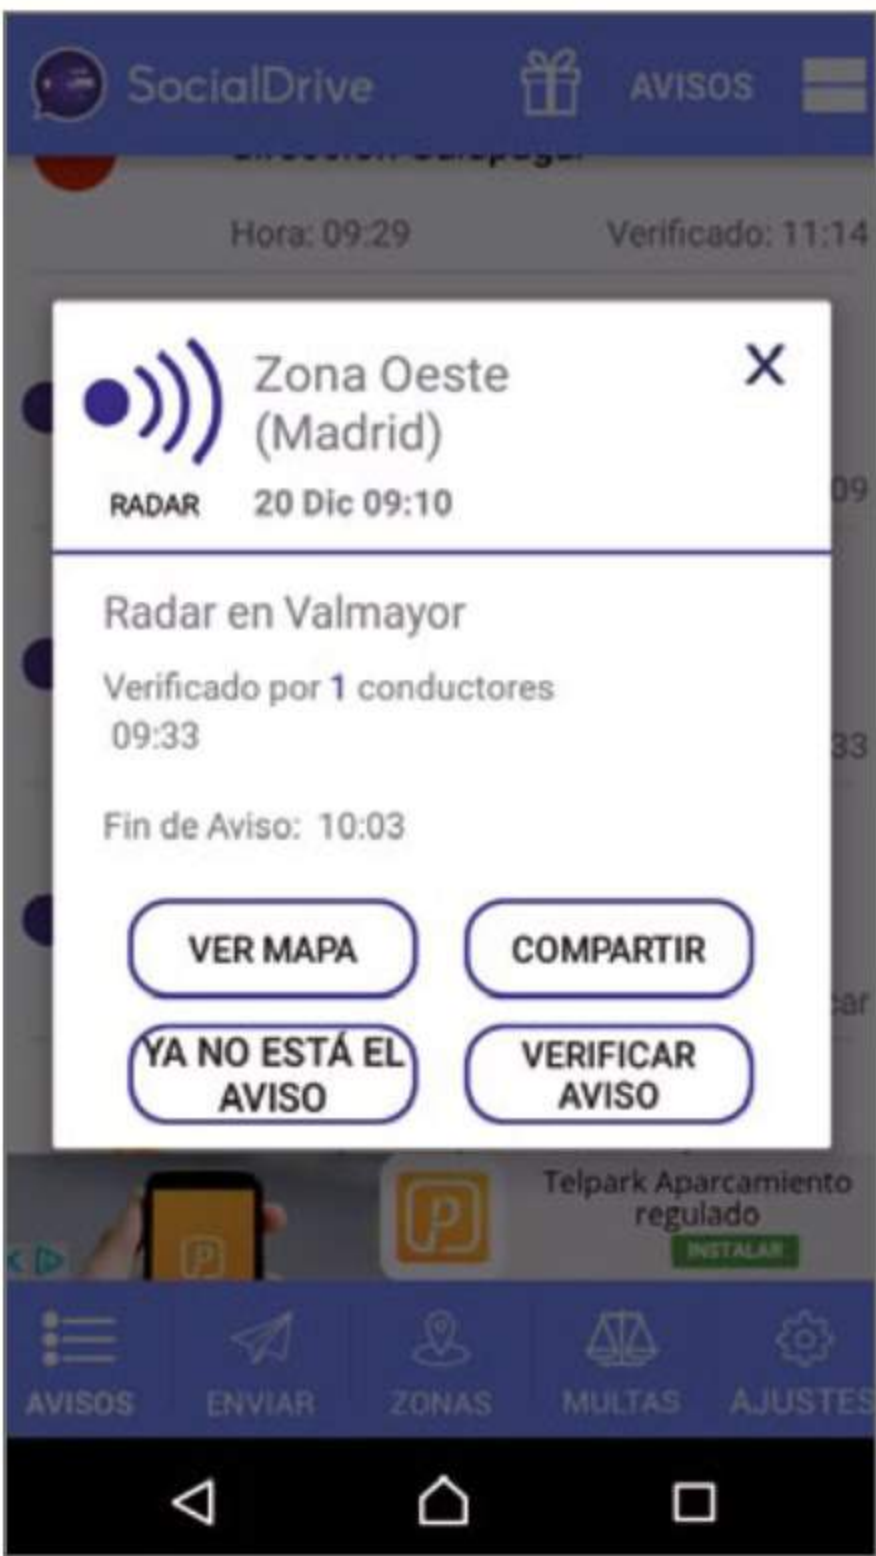 SocialDrive
AVISOS
Hora: 09:29
Verificado: 11:14
Zona Oeste
(Madrid)
X
RADAR
20 Dic 09:10
09
Radar en Valmayor
Verificado por 1 conductores
09:33
33
Fin de Aviso: 10:03
VER MAPA
COMPARTIR
YA NO ESTÁ EL
AVISO
VERIFICAR
AVISO
Telpark Aparcamiento
regulado
INSTALAR
AVISOS
ENVIAR
ZONAS
MULTAS
AJUSTES